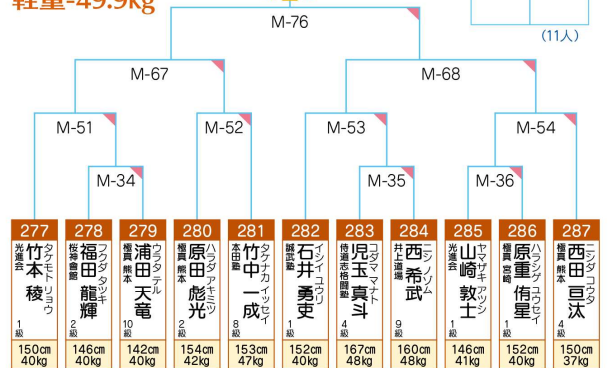 軽重-49.9kg
(11人)
M-76
M-67
M-68
M-51
M-52
M-53
M-54
M-34
M-35
M-36
277
タケモト リョウ
竹本 稜
光進会
1級
150cm
40kg
278
フクダ タツキ
福田 龍輝
桜神會館
2級
146cm
40kg
279
ウラタ テル
浦田 天竜
極真 熊本
10級
142cm
40kg
280
ハラダ アキミツ
原田 彪光
極真 熊本
2級
154cm
42kg
281
タケナカ イッセイ
竹中 一成
本田塾
8級
153cm
47kg
282
イシイ ユウリ
石井 勇吏
誠武塾
1級
152cm
40kg
283
コダマ マナト
児玉 真斗
侍道志格闘塾
4級
167cm
48kg
284
ニシ ノゾム
西 希武
井上道場
9級
160cm
48kg
285
ヤマザキ アツシ
山崎 敦士
光進会
1級
146cm
41kg
286
ハラシゲ ユウセイ
原重 侑星
極真 宮崎
1級
152cm
40kg
287
ニシダ コウタ
西田 亘汰
極真 熊本
4級
150cm
37kg